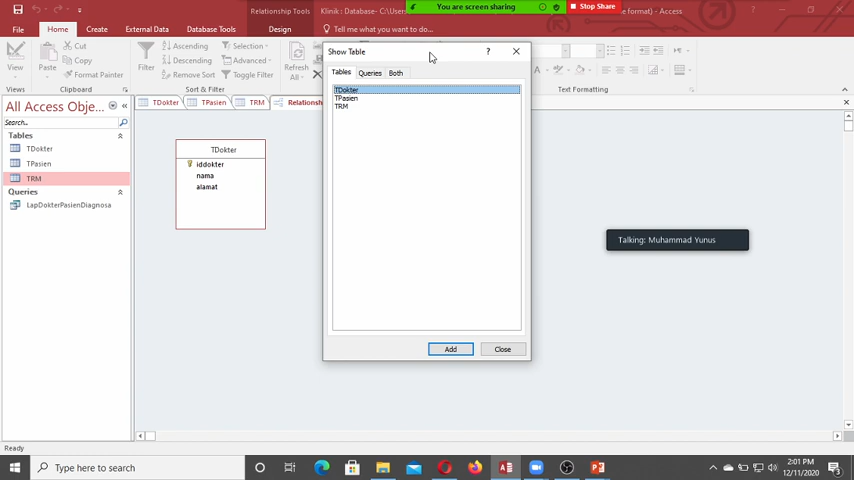 Relationship Tools
Klinik : Database- C:\Users
You are screen sharing
Stop Share
e format) - Access
File
Home
Create
External Data
Database Tools
Design
Tell me what you want to do...
View
Views
Paste
Cut
Copy
Format Painter
Clipboard
Filter
Ascending
Descending
Remove Sort
Selection
Advanced
Toggle Filter
Sort & Filter
Refresh
All
Text Formatting
All Access Obje...
Search...
Tables
TDokter
TPasien
TRM
Queries
LapDokterPasienDiagnosa
TDokter
TPasien
TRM
Relationsh
TDokter
iddokter
nama
alamat
Show Table
?
Tables
Queries
Both
TDokter
TPasien
TRM
Add
Close
Talking: Muhammad Yunus
Ready
Type here to search
2:01 PM
12/11/2020